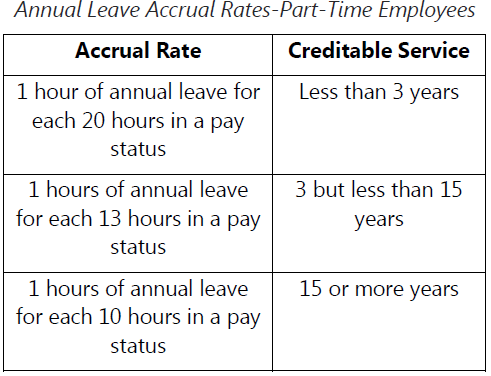 Annual Leave Accrual Rates-Part-Time Employees
Accrual Rate
Creditable Service
1 hour of annual leave for
each 20 hours in a pay
status
Less than 3 years
1 hours of annual leave
for each 13 hours in a pay
status
3 but less than 15
years
1 hours of annual leave
for each 10 hours in a pay
status
15 or more years